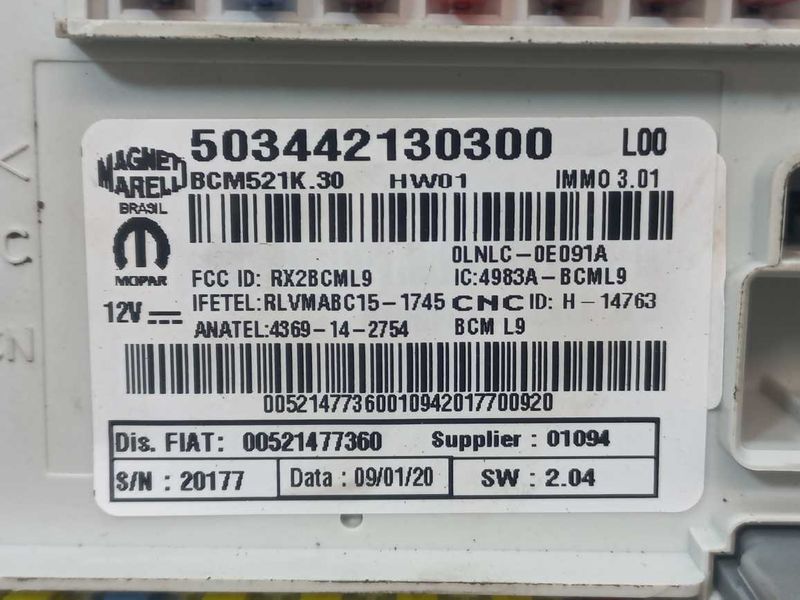 503442130300 L00
MAGNETI MARELLI
BRASIL
BCM521K.30 HW01 IMMO 3.01
MOPAR
0LNLC-0E091A
FCC ID: RX2BCML9 IC:4983A-BCML9
IFETEL:RLVMABC15-1745 CNC ID: H-14763
12V
ANATEL:4369-14-2754 BCM L9
0052147736001094201770‌0920
Dis. FIAT: 00521477360 Supplier : 01094
S/N : 20177 Data : 09/01/20 SW : 2.04